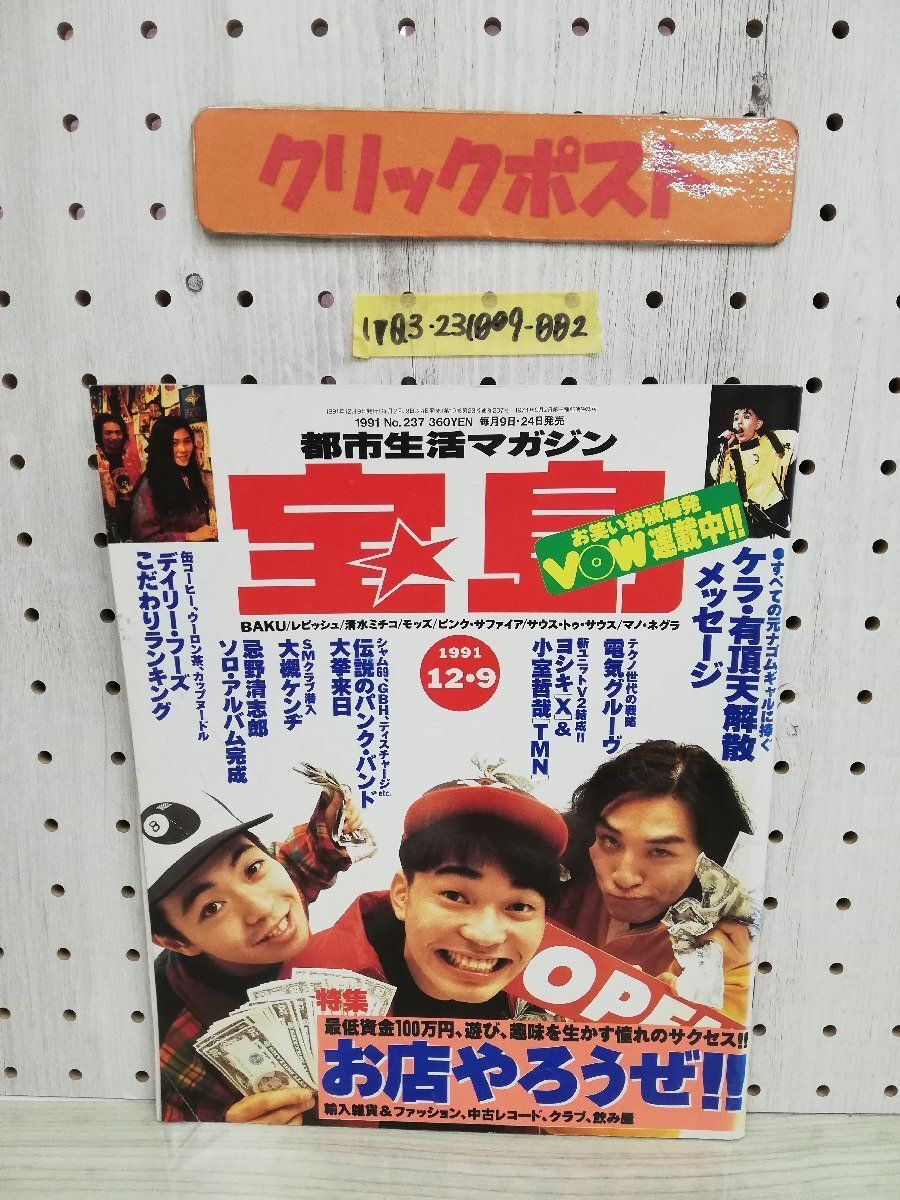 クリックポスト
1991 No.237 360YEN 毎月9日・24日発売
都市生活マガジン
宝島
お笑い投稿爆発
VOW連載中!!
BAKU/レピッシュ/清水ミチコ/モッズ/ピンク・サファイア/サウス・トゥ・サウス/マノ・ネグラ
1991
12・9
●すべての元ナゴムギャルに捧ぐ
ケラ・有頂天解散
メッセージ
テクノ世代の戦略
電気グルーヴ
新ユニットV2結成!!
ヨシキ[X]&
小室哲哉[TMN]
シャム69、GBH、ディスチャージetc.
伝説のパンク・バンド
大挙来日
SMクラブ潜入
大槻ケンヂ
忌野清志郎
ソロ・アルバム完成
缶コーヒー、ウーロン茶、カップヌードル
デイリー・フーズ
こだわりランキング
8
OPE
特集
最低資金100万円、遊び、趣味を生かす憧れのサクセス!!
お店やろうぜ!!
輸入雑貨&ファッション、中古レコード、クラブ、飲み屋